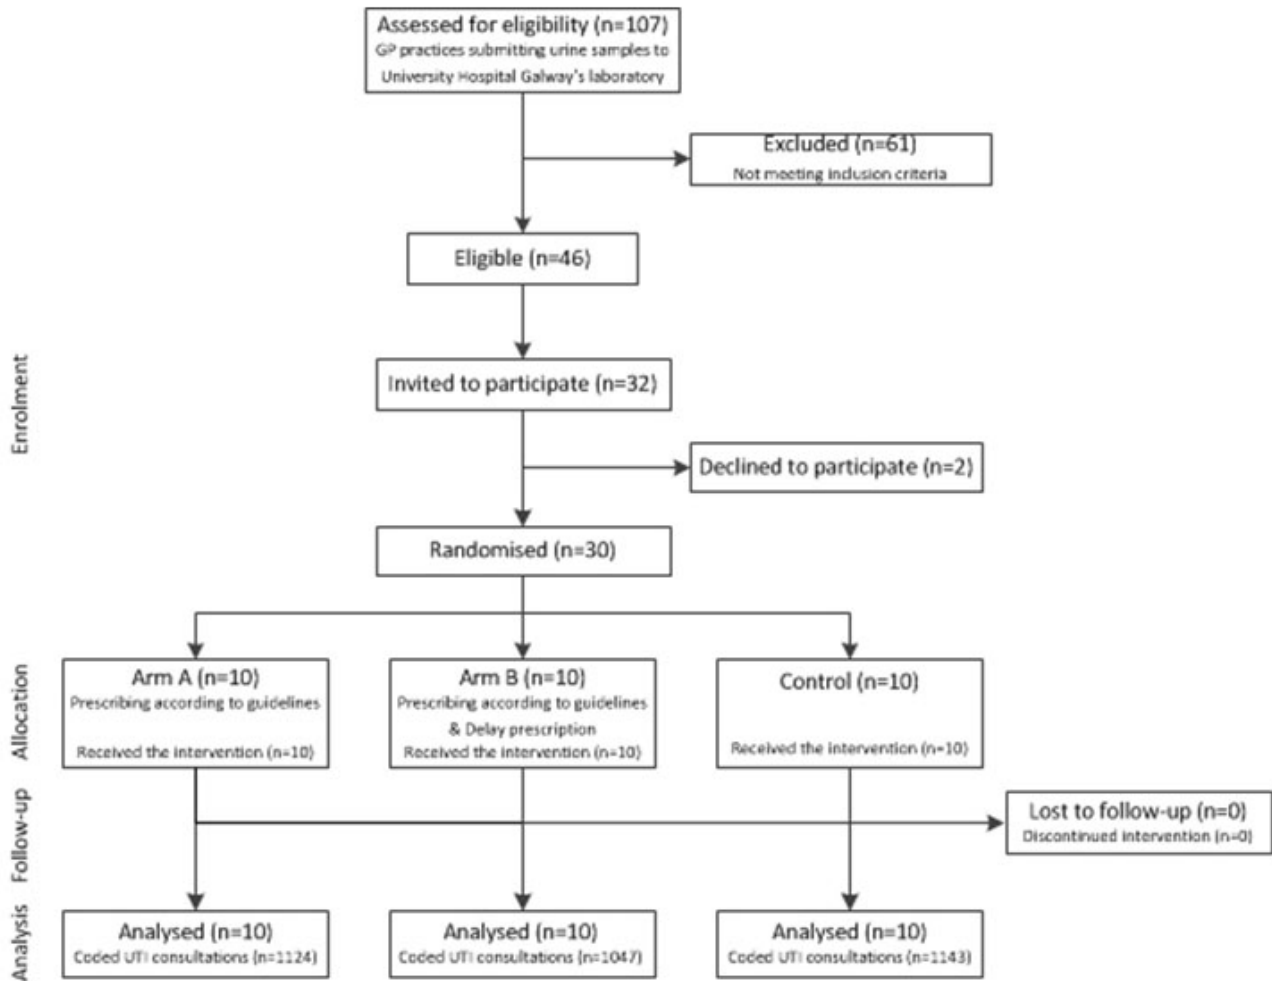 Assessed for eligibility (n=107)
GP practices submitting urine samples to
University Hospital Galway's laboratory
Excluded (n=61)
Not meeting inclusion criteria
Eligible (n=46)
Enrolment
Invited to participate (n=32)
Declined to participate (n=2)
Randomised (n=30)
Allocation
Arm A (n=10)
Prescribing according to guidelines
Received the intervention (n=10)
Arm B (n=10)
Prescribing according to guidelines
& Delay prescription
Received the intervention (n=10)
Control (n=10)
Received the intervention (n=10)
Follow-up
Lost to follow-up (n=0)
Discontinued intervention (n=0)
Analysis
Analysed (n=10)
Coded UTI consultations (n=1124)
Analysed (n=10)
Coded UTI consultations (n=1047)
Analysed (n=10)
Coded UTI consultations (n=1143)